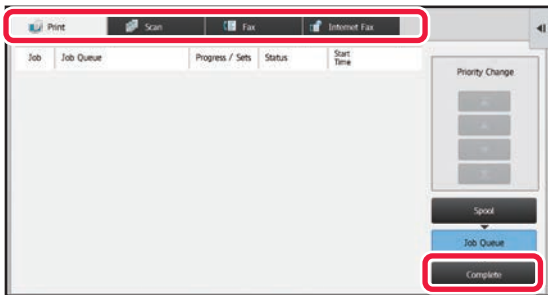 Print Scan Fax Internet Fax
Job Job Queue Progress / Sets Status Start Time
Priority Change
Spool
Job Queue
Complete